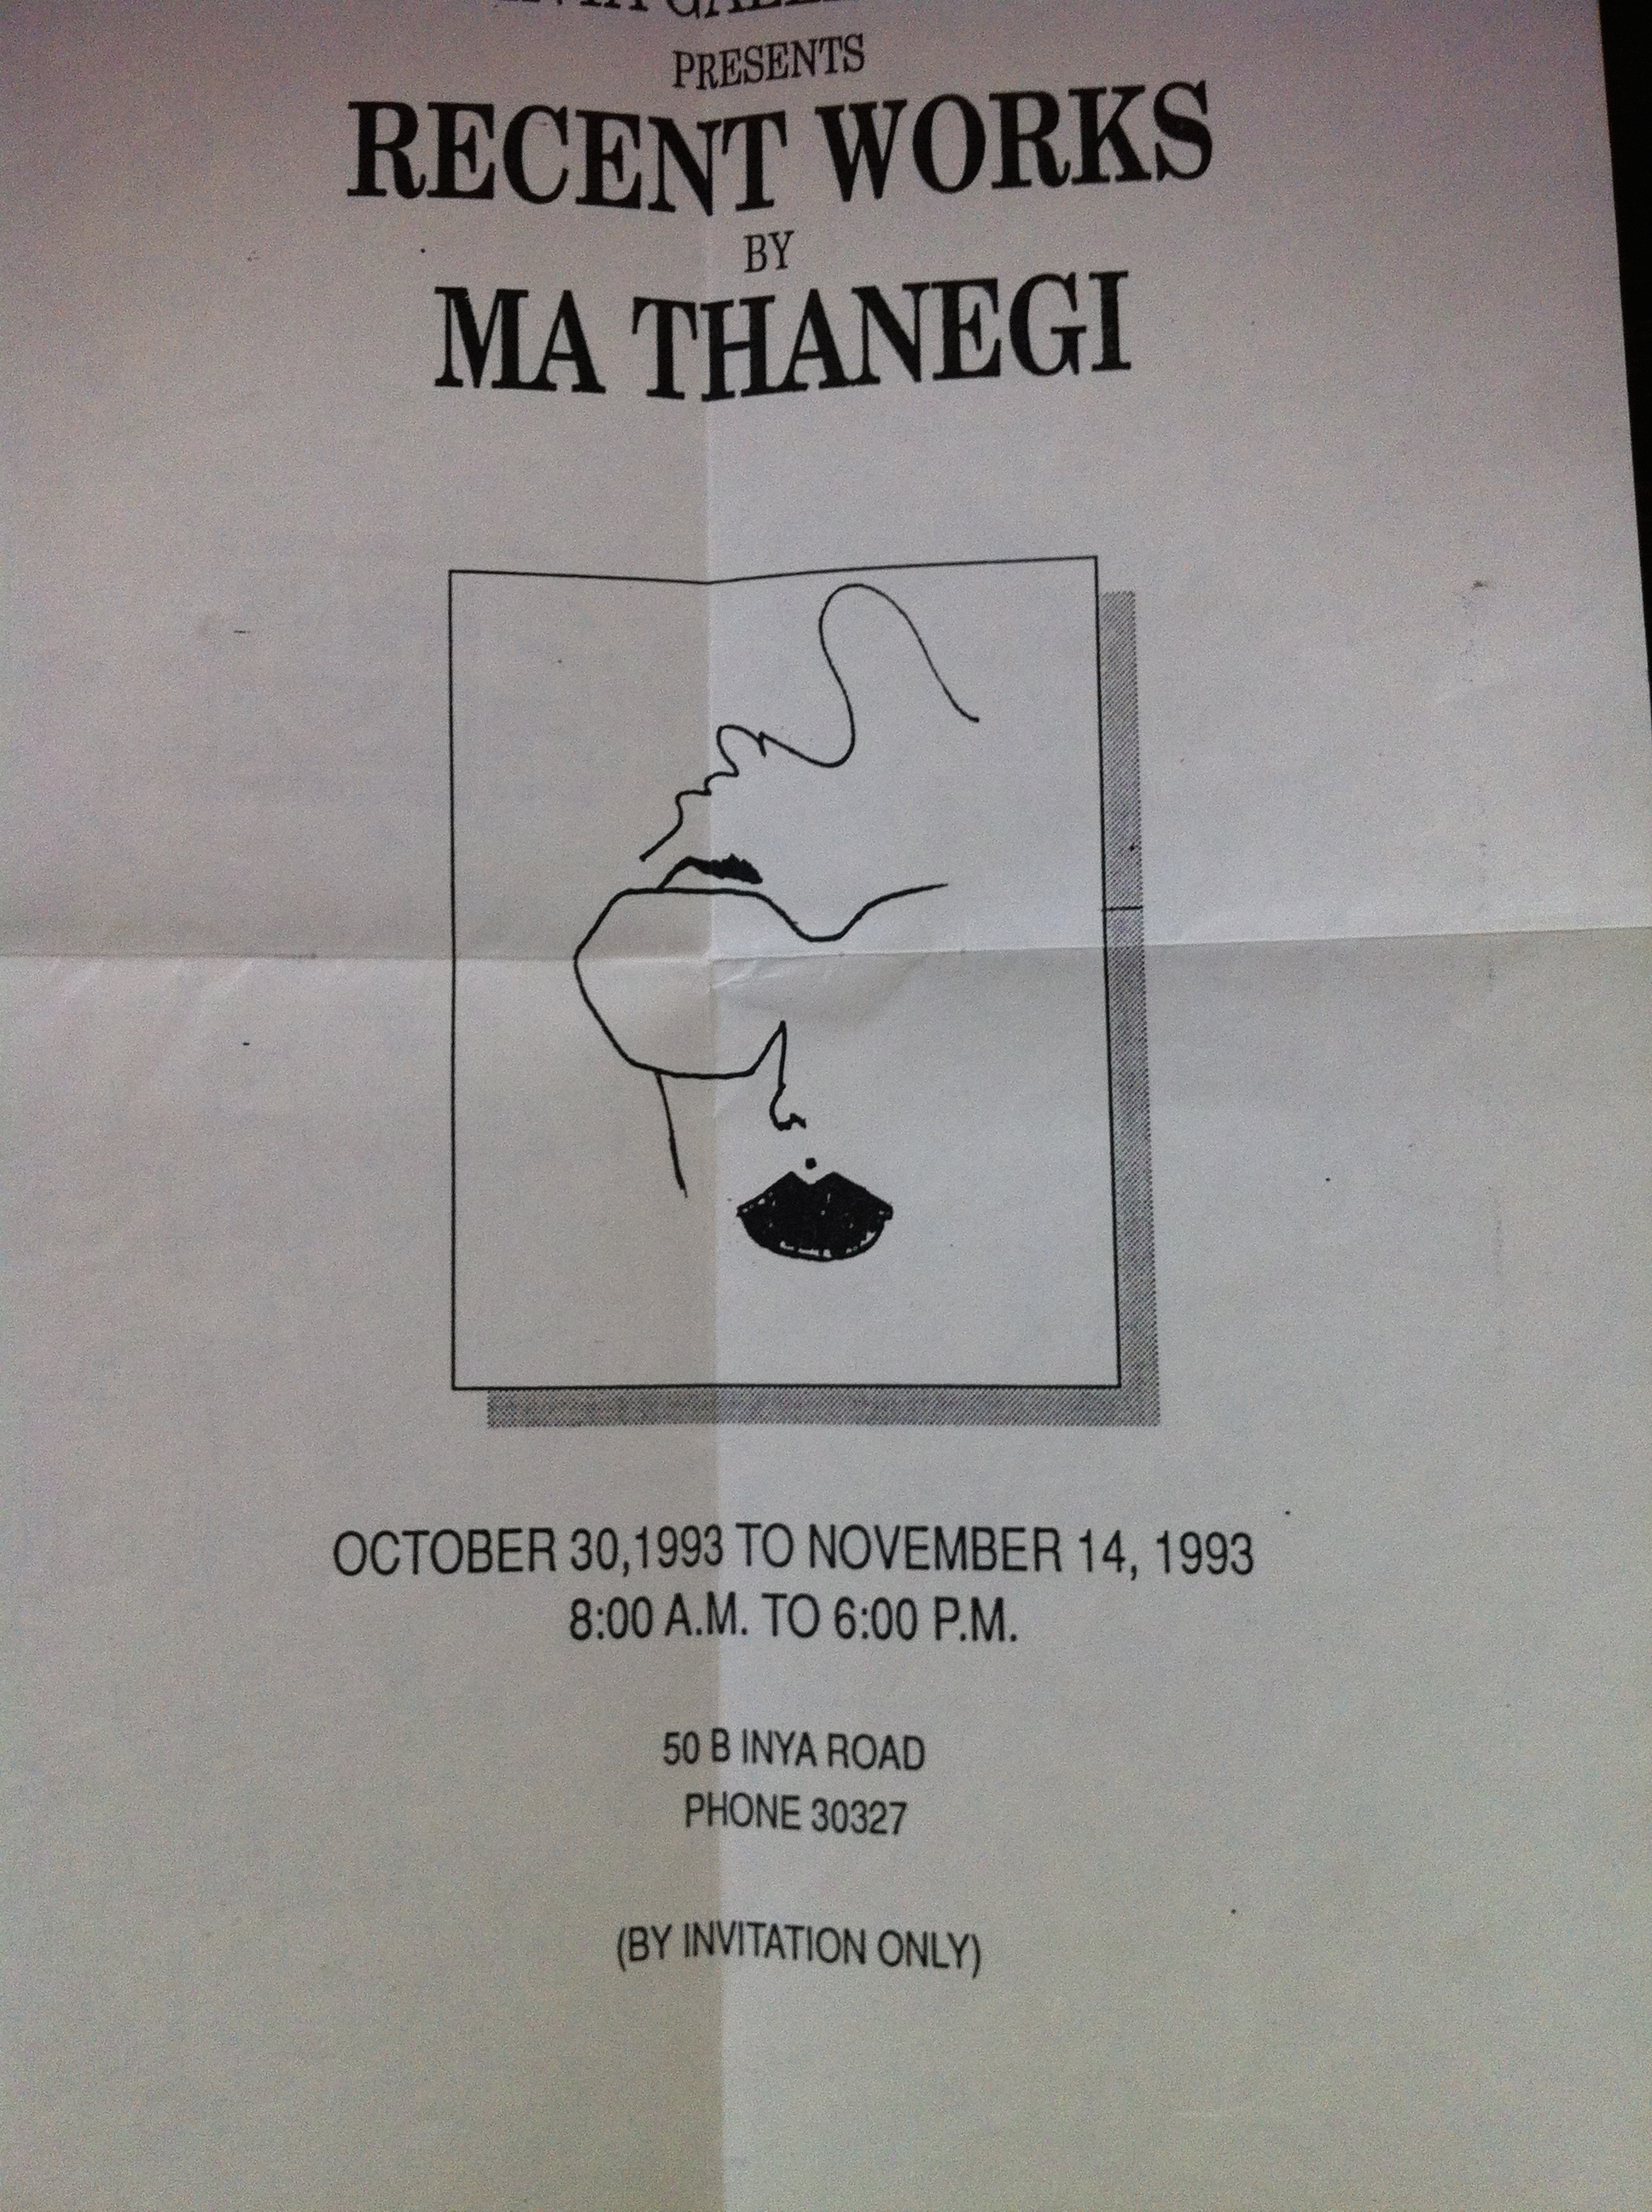 PRESENTS
RECENT WORKS
BY
MA THANEGI
OCTOBER 30,1993 TO NOVEMBER 14, 1993
8:00 A.M. TO 6:00 P.M.
50 B INYA ROAD
PHONE 30327
(BY INVITATION ONLY)